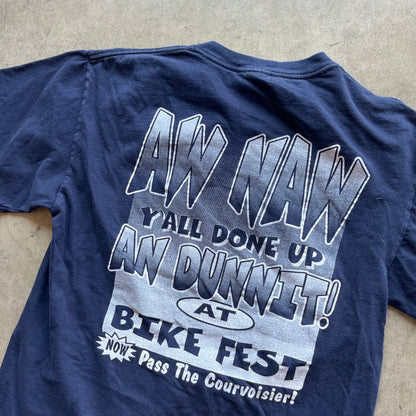 AW NAW
Y'ALL DONE UP
AN DUNNIT!
AT
BIKE FEST
NOW Pass The Courvoisier!